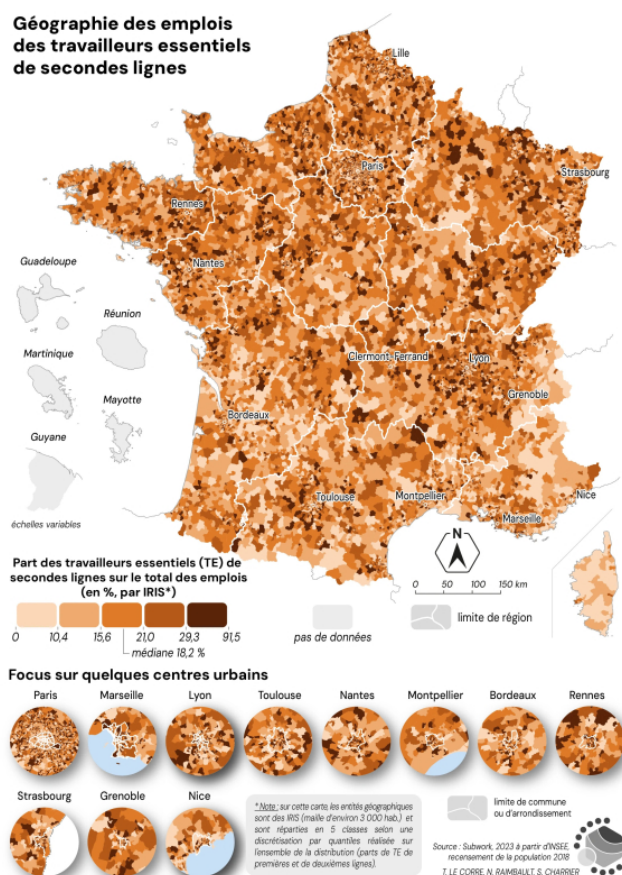 Géographie des emplois
des travailleurs essentiels
de secondes lignes
Lille
Paris
Strasbourg
Rennes
Nantes
Guadeloupe
Réunion
Martinique
Mayotte
Guyane
échelles variables
Clermont-Ferrand
Lyon
Grenoble
Bordeaux
Toulouse
Montpellier
Nice
Marseille
N
0 50 100 150 km
Part des travailleurs essentiels (TE) de
secondes lignes sur le total des emplois
(en %, par IRIS*)
0 10,4 15,6 21,0 29,3 91,5
médiane 18,2 %
pas de données
limite de région
Focus sur quelques centres urbains
Paris Marseille Lyon Toulouse Nantes Montpellier Bordeaux Rennes
Strasbourg Grenoble Nice
* Note : sur cette carte, les entités géographiques
sont des IRIS (maille d'environ 3 000 hab.) et
sont réparties en 5 classes selon une
discrétisation par quantiles réalisée sur
l'ensemble de la distribution (parts de TE de
premières et de deuxièmes lignes).
limite de commune
ou d'arrondissement
Source : Subwork, 2023 à partir d'INSEE,
recensement de la population 2018
T. LE CORRE, N. RAIMBAULT, S. CHARRIER